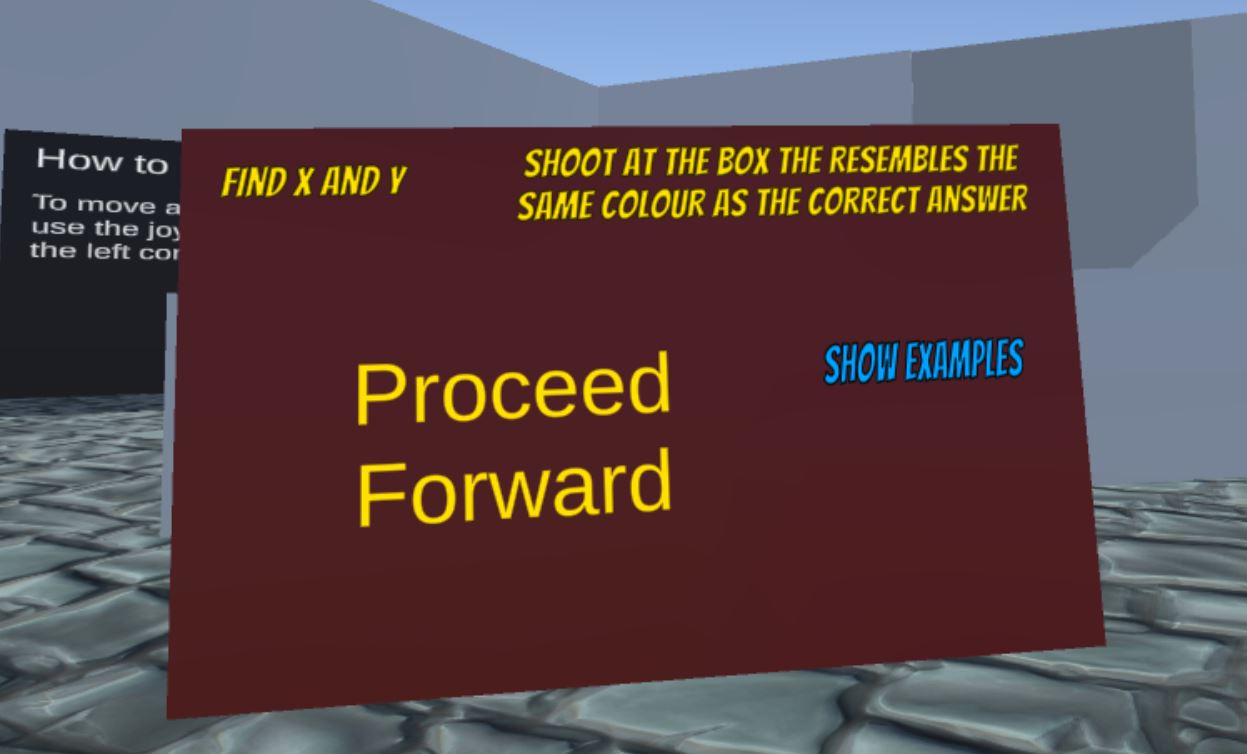 How to
To move a
use the joy
the left con
FIND X AND Y
SHOOT AT THE BOX THE RESEMBLES THE
SAME COLOUR AS THE CORRECT ANSWER
SHOW EXAMPLES
Proceed
Forward